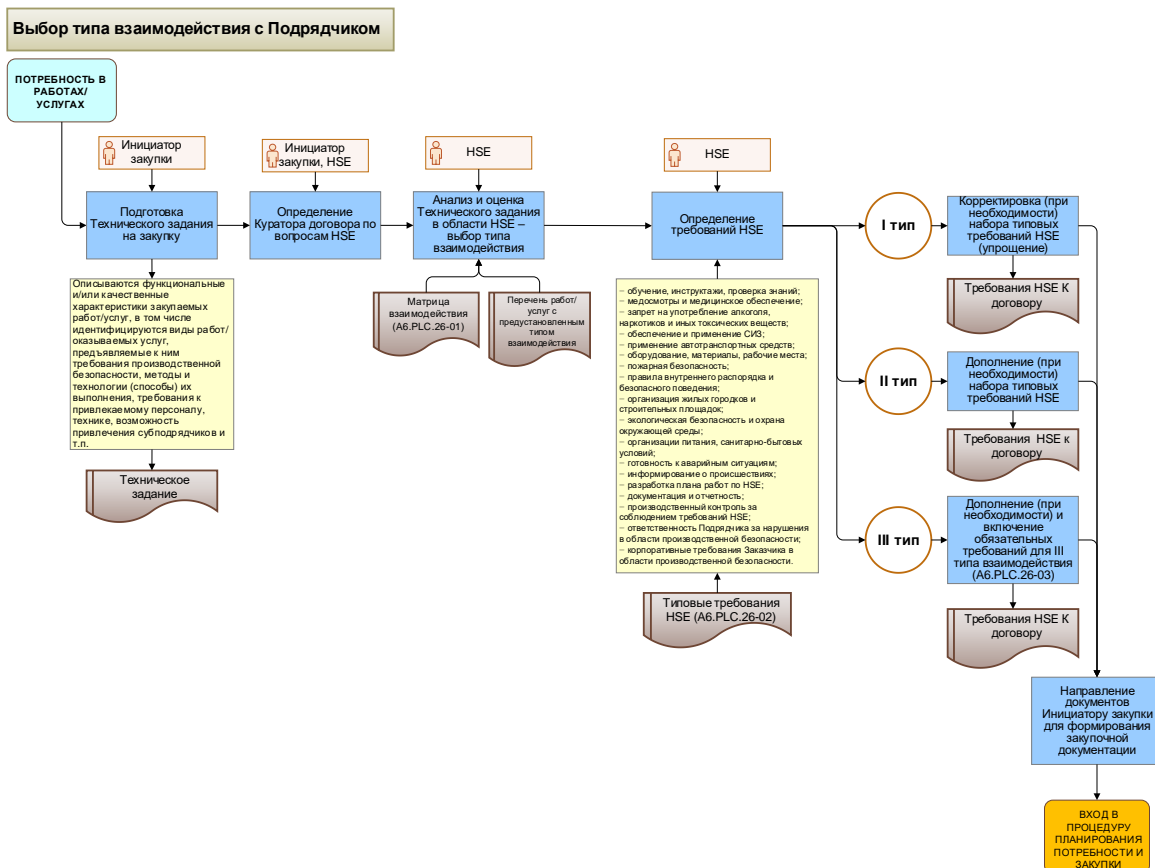 Выбор типа взаимодействия с Подрядчиком
ПОТРЕБНОСТЬ В
РАБОТАХ/
УСЛУГАХ
Инициатор
закупки
Инициатор
закупки, HSE
HSE
HSE
Подготовка
Технического задания
на закупку
Определение
Куратора договора по
вопросам HSE
Анализ и оценка
Технического задания
в области HSE –
выбор типа
взаимодействия
Определение
требований HSE
I тип
Корректировка (при
необходимости)
набора типовых
требований HSE
(упрощение)
Требования HSE К
договору
Описываются функциональные
и/или качественные
характеристики закупаемых
работ/услуг, в том числе
идентифицируются виды работ/
оказываемых услуг,
предъявляемые к ним
требования производственной
безопасности, методы и
технологии (способы) их
выполнения, требования к
привлекаемому персоналу,
технике, возможность
привлечения субподрядчиков и
т.п.
Техническое
задание
Матрица
взаимодействия
(A6.PLC.26-01)
Перечень работ/
услуг с
предустановленным
типом
взаимодействия
– обучение, инструктажи, проверка знаний;
– медосмотры и медицинское обеспечение;
– запрет на употребление алкоголя,
наркотиков и иных токсических веществ;
– обеспечение и применение СИЗ;
– применение автотранспортных средств;
– оборудование, материалы, рабочие места;
– пожарная безопасность;
– правила внутреннего распорядка и
безопасного поведения;
– организация жилых городков и
строительных площадок;
– экологическая безопасность и охрана
окружающей среды;
– организации питания, санитарно-бытовых
условий;
– готовность к аварийным ситуациям;
– информирование о происшествиях;
– разработка плана работ по HSE;
– документация и отчетность;
– производственный контроль за
соблюдением требований HSE;
– ответственность Подрядчика за нарушения
в области производственной безопасности;
– корпоративные требования Заказчика в
области производственной безопасности.
Типовые требования
HSE (A6.PLC.26-02)
II тип
Дополнение (при
необходимости)
набора типовых
требований HSE
Требования HSE к
договору
III тип
Дополнение (при
необходимости) и
включение
обязательных
требований для III
типа взаимодействия
(A6.PLC.26-03)
Требования HSE К
договору
Направление
документов
Инициатору закупки
для формирования
закупочной
документации
ВХОД В
ПРОЦЕДУРУ
ПЛАНИРОВАНИЯ
ПОТРЕБНОСТИ И
ЗАКУПКИ